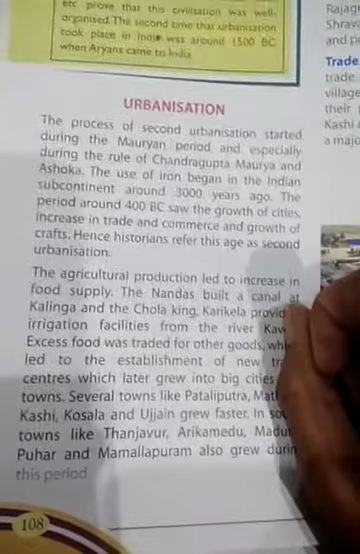 etc. prove that this civilisation was well-
organised. The second time that urbanisation
took place in India was around 1500 BC
when Aryans came to India.
URBANISATION
The process of second urbanisation started
during the Mauryan period and especially
during the rule of Chandragupta Maurya and
Ashoka. The use of iron began in the Indian
subcontinent around 3000 years ago. The
period around 400 BC saw the growth of cities,
increase in trade and commerce and growth of
crafts. Hence historians refer this age as second
urbanisation.
The agricultural production led to increase in
food supply. The Nandas built a canal at
Kalinga and the Chola king, Karikela
irrigation facilities from the river
Excess food was traded for other goods,
led to the establishment of new
centres which later grew into big cities
towns. Several towns like Pataliputra,
Kashi, Kosala and Ujjain grew faster. In
towns like Thanjavur, Arikamedu,
Puhar and Mamallapuram also grew
this period
108
Trade
trade.
village
their
Kashi
a majo